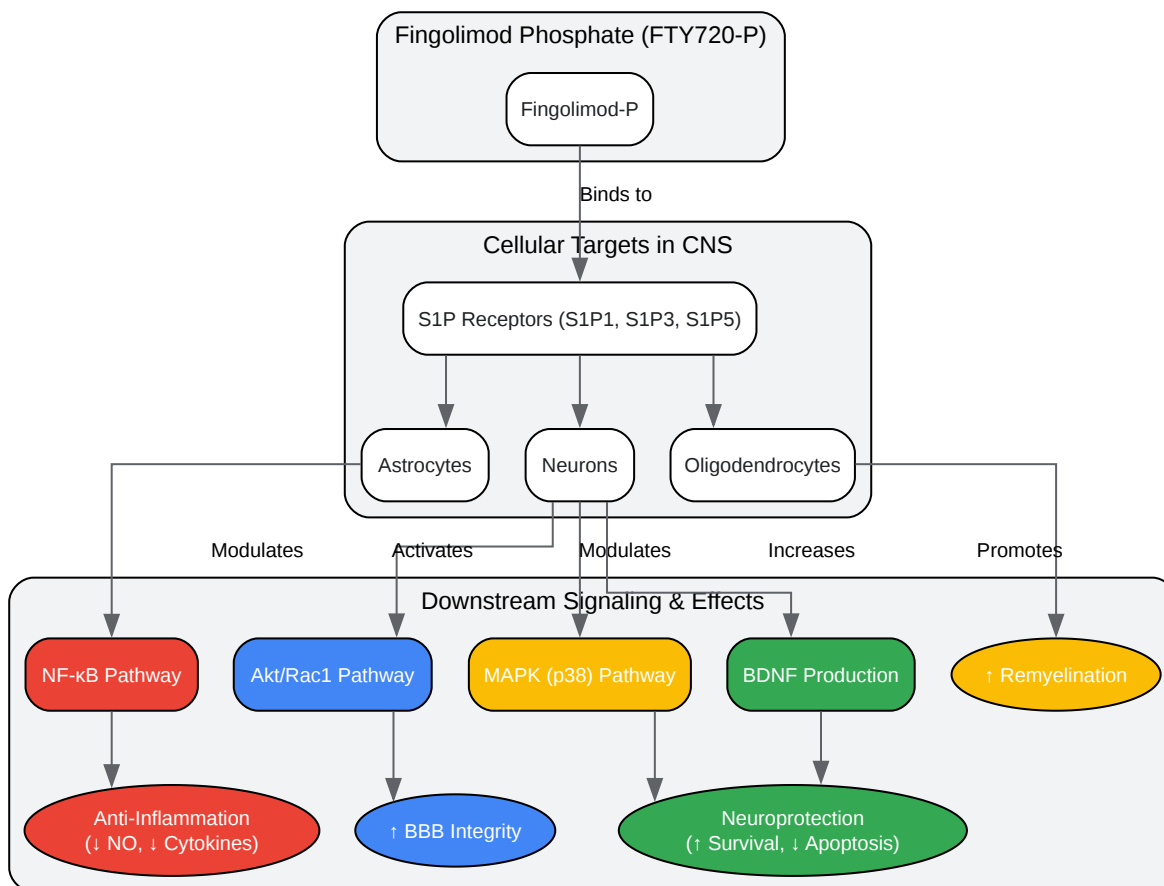 Fingolimod Phosphate (FTY720-P)
Fingolimod-P
Binds to
Cellular Targets in CNS
S1P Receptors (S1P1, S1P3, S1P5)
Astrocytes
Neurons
Oligodendrocytes
Modulates
Activates
Modulates
Increases
Promotes
Downstream Signaling & Effects
NF-κB Pathway
Akt/Rac1 Pathway
MAPK (p38) Pathway
BDNF Production
↑ Remyelination
Anti-Inflammation
(↓ NO, ↓ Cytokines)
↑ BBB Integrity
Neuroprotection
(↑ Survival, ↓ Apoptosis)